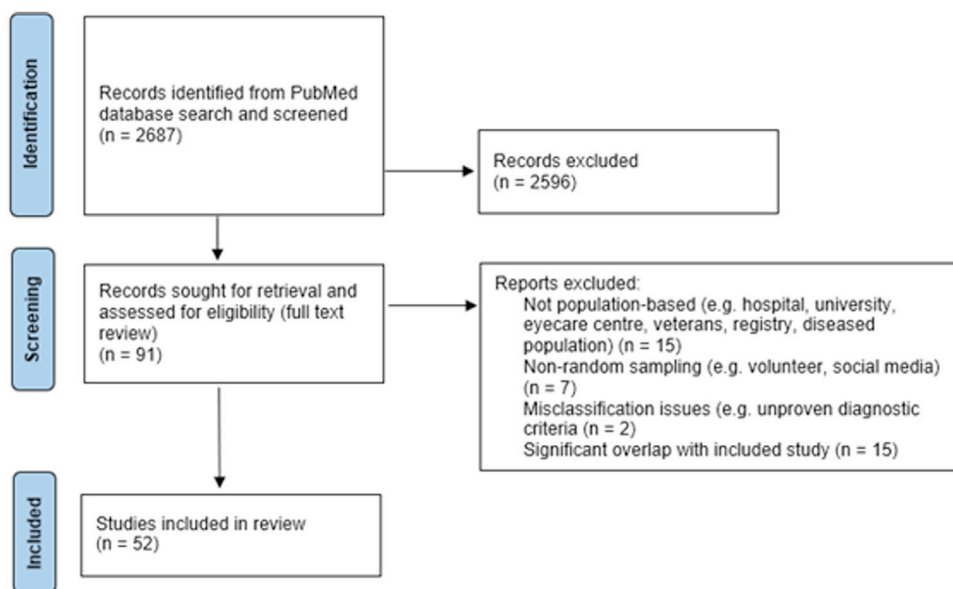 Identification
Records identified from PubMed
database search and screened
(n = 2687)
Records excluded
(n = 2596)
Screening
Records sought for retrieval and
assessed for eligibility (full text
review)
(n = 91)
Reports excluded:
Not population-based (e.g. hospital, university,
eyecare centre, veterans, registry, diseased
population) (n = 15)
Non-random sampling (e.g. volunteer, social media)
(n = 7)
Misclassification issues (e.g. unproven diagnostic
criteria (n = 2)
Significant overlap with included study (n = 15)
Included
Studies included in review
(n = 52)